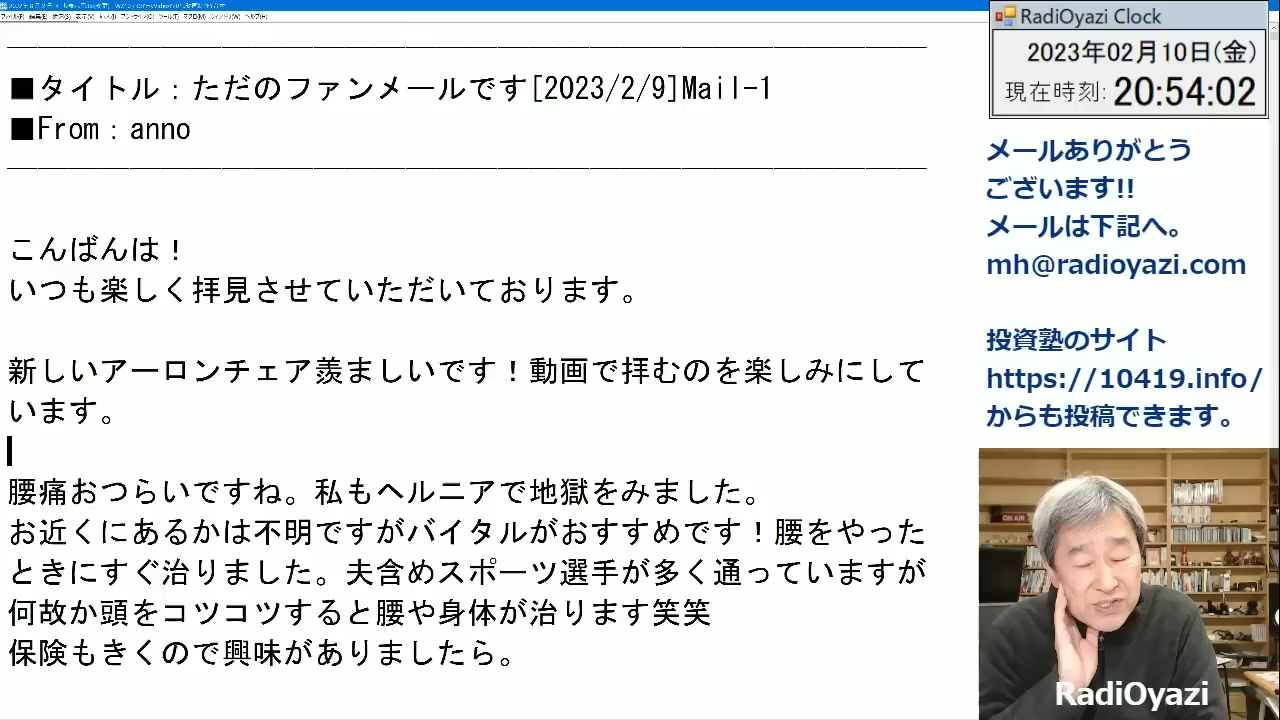 ■タイトル：ただのファンメールです[2023/2/9]Mail-1
■From：anno
こんばんは！
いつも楽しく拝見させていただいております。
新しいアーロンチェア羨ましいです！動画で拝むのを楽しみにして
います。
腰痛おつらいですね。私もヘルニアで地獄をみました。
お近くにあるかは不明ですがバイタルがおすすめです！腰をやった
ときにすぐ治りました。夫含めスポーツ選手が多く通っていますが
何故か頭をコツコツすると腰や身体が治ります笑笑
保険もきくので興味がありましたら。
RadiOyazi Clock
2023年02月10日(金)
現在時刻: 20:54:02
メールありがとう
ございます!!
メールは下記へ。
mh@radioyazi.com
投資塾のサイト
https://10419.info/
からも投稿できます。
ON AIR
RadiOyazi